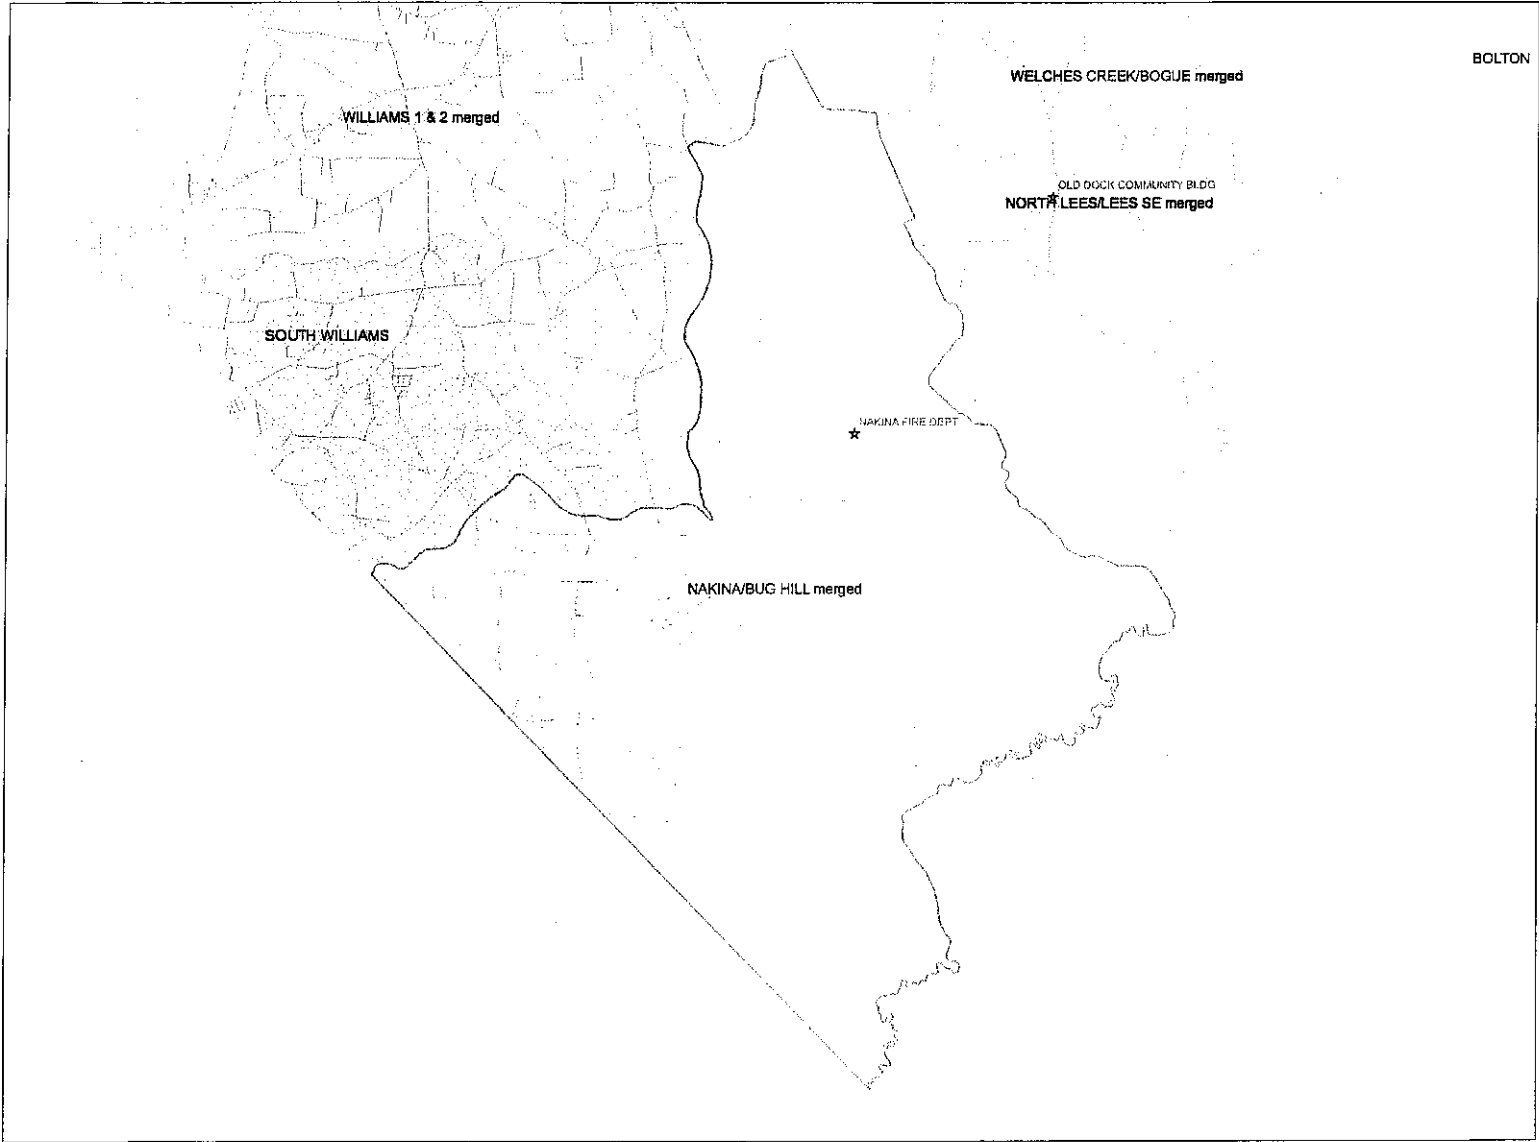 BOLTON
WELCHES CREEK/BOGUE merged
WILLIAMS 1 & 2 merged
OLD DOCK COMMUNITY BLDG
NORTH LEES/LEES SE merged
SOUTH WILLIAMS
NAKINA FIRE DEPT
NAKINA/BUG HILL merged